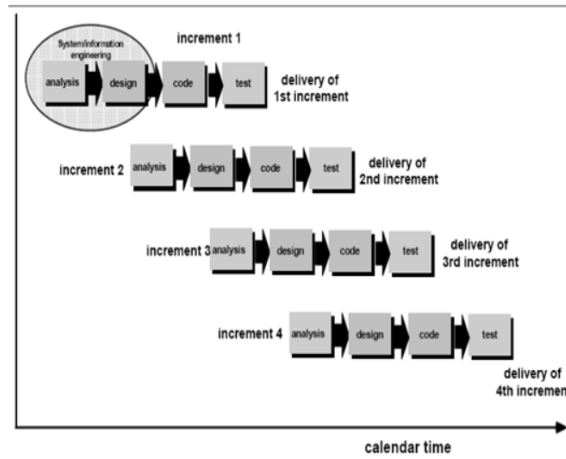 System/information
engineering
increment 1
analysis design code test
delivery of
1st increment
increment 2
analysis design code test
delivery of
2nd increment
increment 3
analysis design code test
delivery of
3rd increment
increment 4
analysis design code test
delivery of
4th increment
calendar time